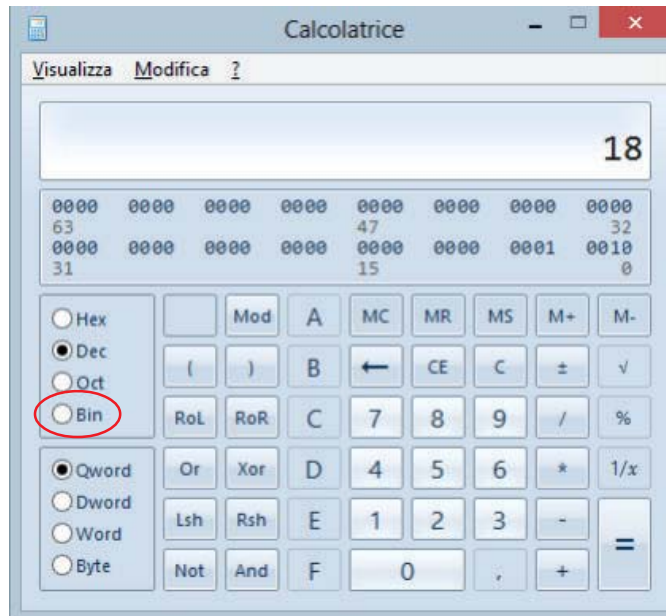 Calcolatrice
Visualizza Modifica ?
18
0000 0000 0000 0000 0000 0000 0000 0000
63 47 32
0000 0000 0000 0000 0000 0000 0001 0010
31 15 0
Hex
Dec
Oct
Bin
Qword
Dword
Word
Byte
Mod A MC MR MS M+ M-
( ) B ← CE C ± √
RoL RoR C 7 8 9 / %
Or Xor D 4 5 6 * 1/x
Lsh Rsh E 1 2 3 - =
Not And F 0 , +